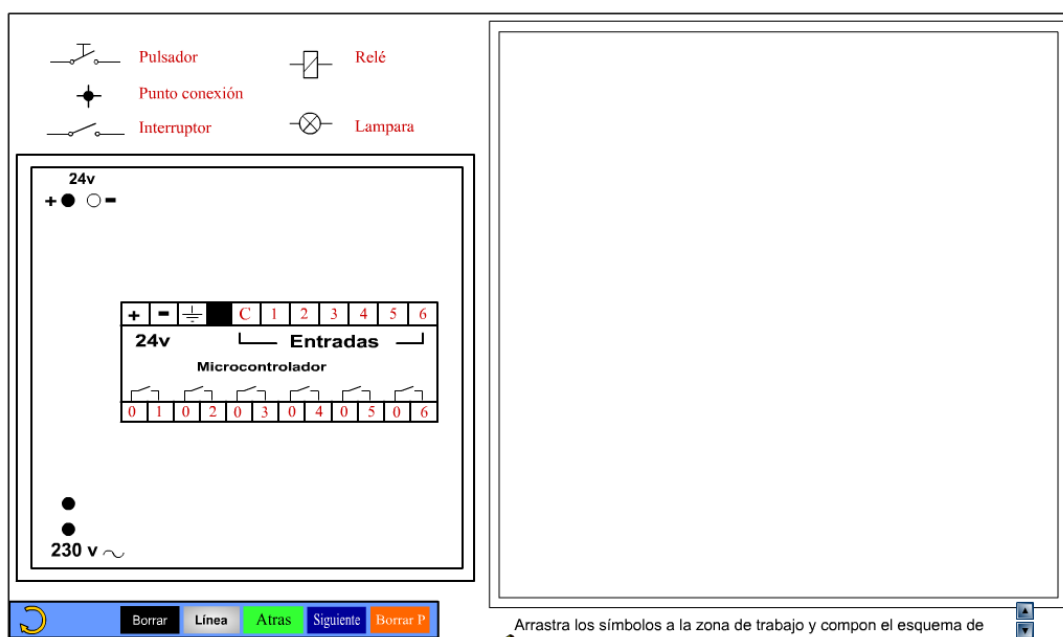 Pulsador
Relé
Punto conexión
Interruptor
Lampara
24v
+ -
+ - C 1 2 3 4 5 6
24v Entradas
Microcontrolador
0 1 0 2 0 3 0 4 0 5 0 6
230 v
Borrar Línea Atras Siguiente Borrar P
Arrastra los símbolos a la zona de trabajo y compon el esquema de